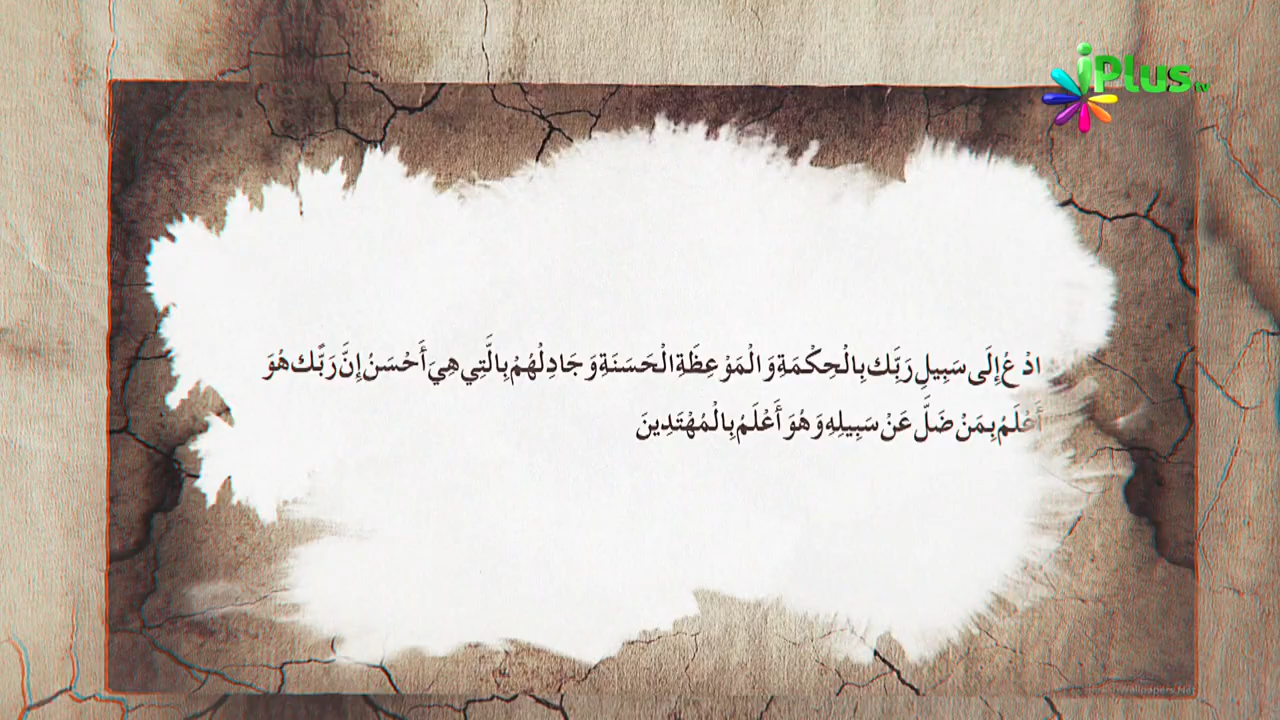 iPlus tv
ادْعُ إِلَى سَبِيلِ رَبِّكَ بِالْحِكْمَةِ وَالْمَوْعِظَةِ الْحَسَنَةِ وَجَادِلْهُمْ بِالَّتِي هِيَ أَحْسَنُ إِنَّ رَبَّكَ هُوَ
أَعْلَمُ بِمَنْ ضَلَّ عَنْ سَبِيلِهِ وَهُوَ أَعْلَمُ بِالْمُهْتَدِينَ